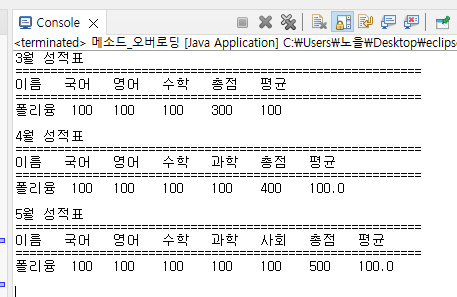 Console
<terminated> 메소드_오버로딩 [Java Application] C:\Users\노을\Desktop\eclips
3월 성적표
==================================================
이름 국어 영어 수학 총점 평균
==================================================
폴리융 100 100 100 300 100
4월 성적표
==================================================
이름 국어 영어 수학 과학 총점 평균
==================================================
폴리융 100 100 100 100 400 100.0
5월 성적표
==================================================
이름 국어 영어 수학 과학 사회 총점 평균
==================================================
폴리융 100 100 100 100 100 500 100.0